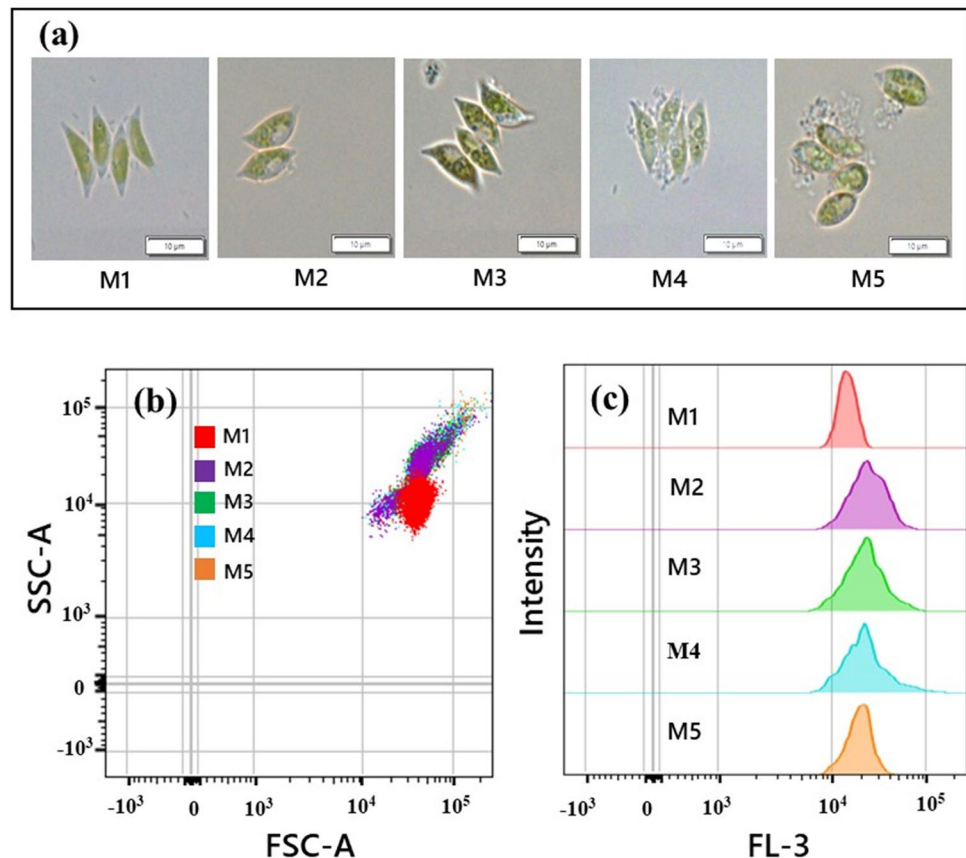 (a)
10 µm
10 µm
10 µm
10 µm
10 µm
M1
M2
M3
M4
M5
(b)
SSC-A
10⁵
10⁴
10³
0
-10³
M1
M2
M3
M4
M5
-10³
0
10³
10⁴
10⁵
FSC-A
(c)
Intensity
M1
M2
M3
M4
M5
-10³
0
10³
10⁴
10⁵
FL-3